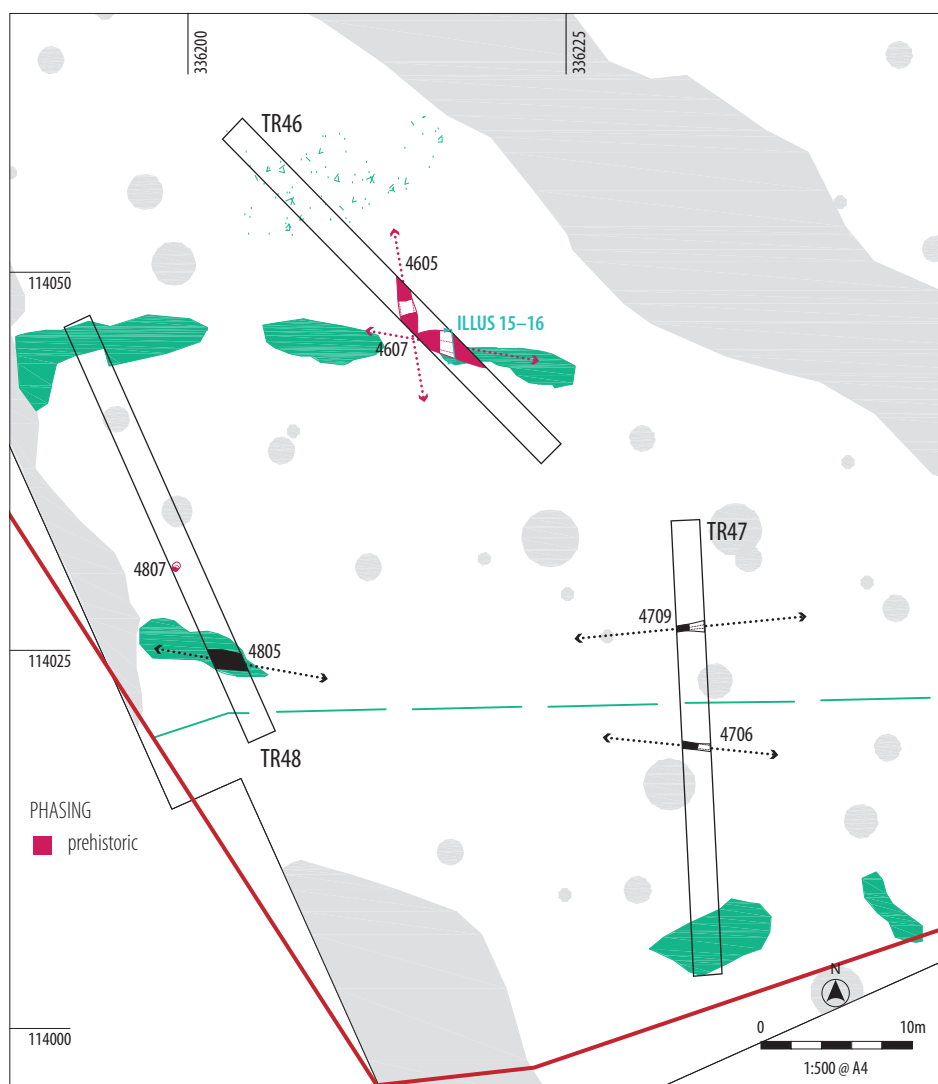 336200
336225
TR46
4605
114050
ILLUS 15–16
4607
TR47
4807
4709
4805
114025
4706
TR48
PHASING
prehistoric
N
114000
0 10m
1:500 @ A4